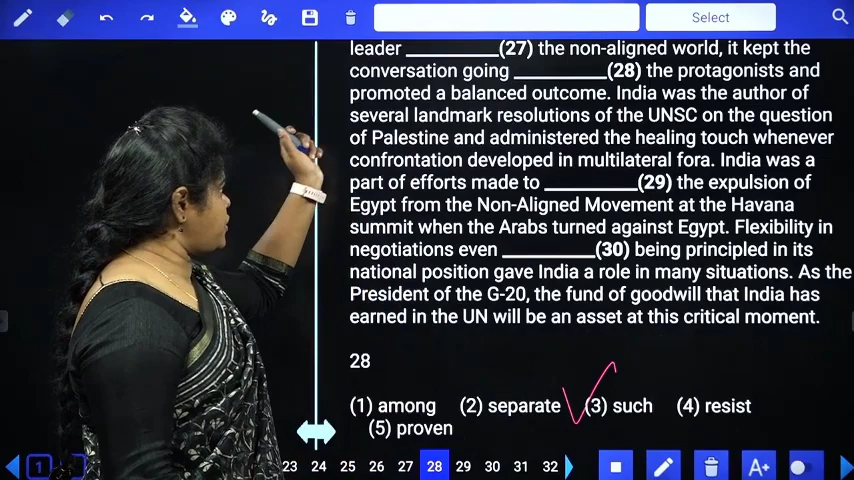 Select
leader __________(27) the non-aligned world, it kept the
conversation going __________(28) the protagonists and
promoted a balanced outcome. India was the author of
several landmark resolutions of the UNSC on the question
of Palestine and administered the healing touch whenever
confrontation developed in multilateral fora. India was a
part of efforts made to __________(29) the expulsion of
Egypt from the Non-Aligned Movement at the Havana
summit when the Arabs turned against Egypt. Flexibility in
negotiations even __________(30) being principled in its
national position gave India a role in many situations. As the
President of the G-20, the fund of goodwill that India has
earned in the UN will be an asset at this critical moment.
28
(1) among (2) separate (3) such (4) resist
(5) proven
1 23 24 25 26 27 28 29 30 31 32 A+